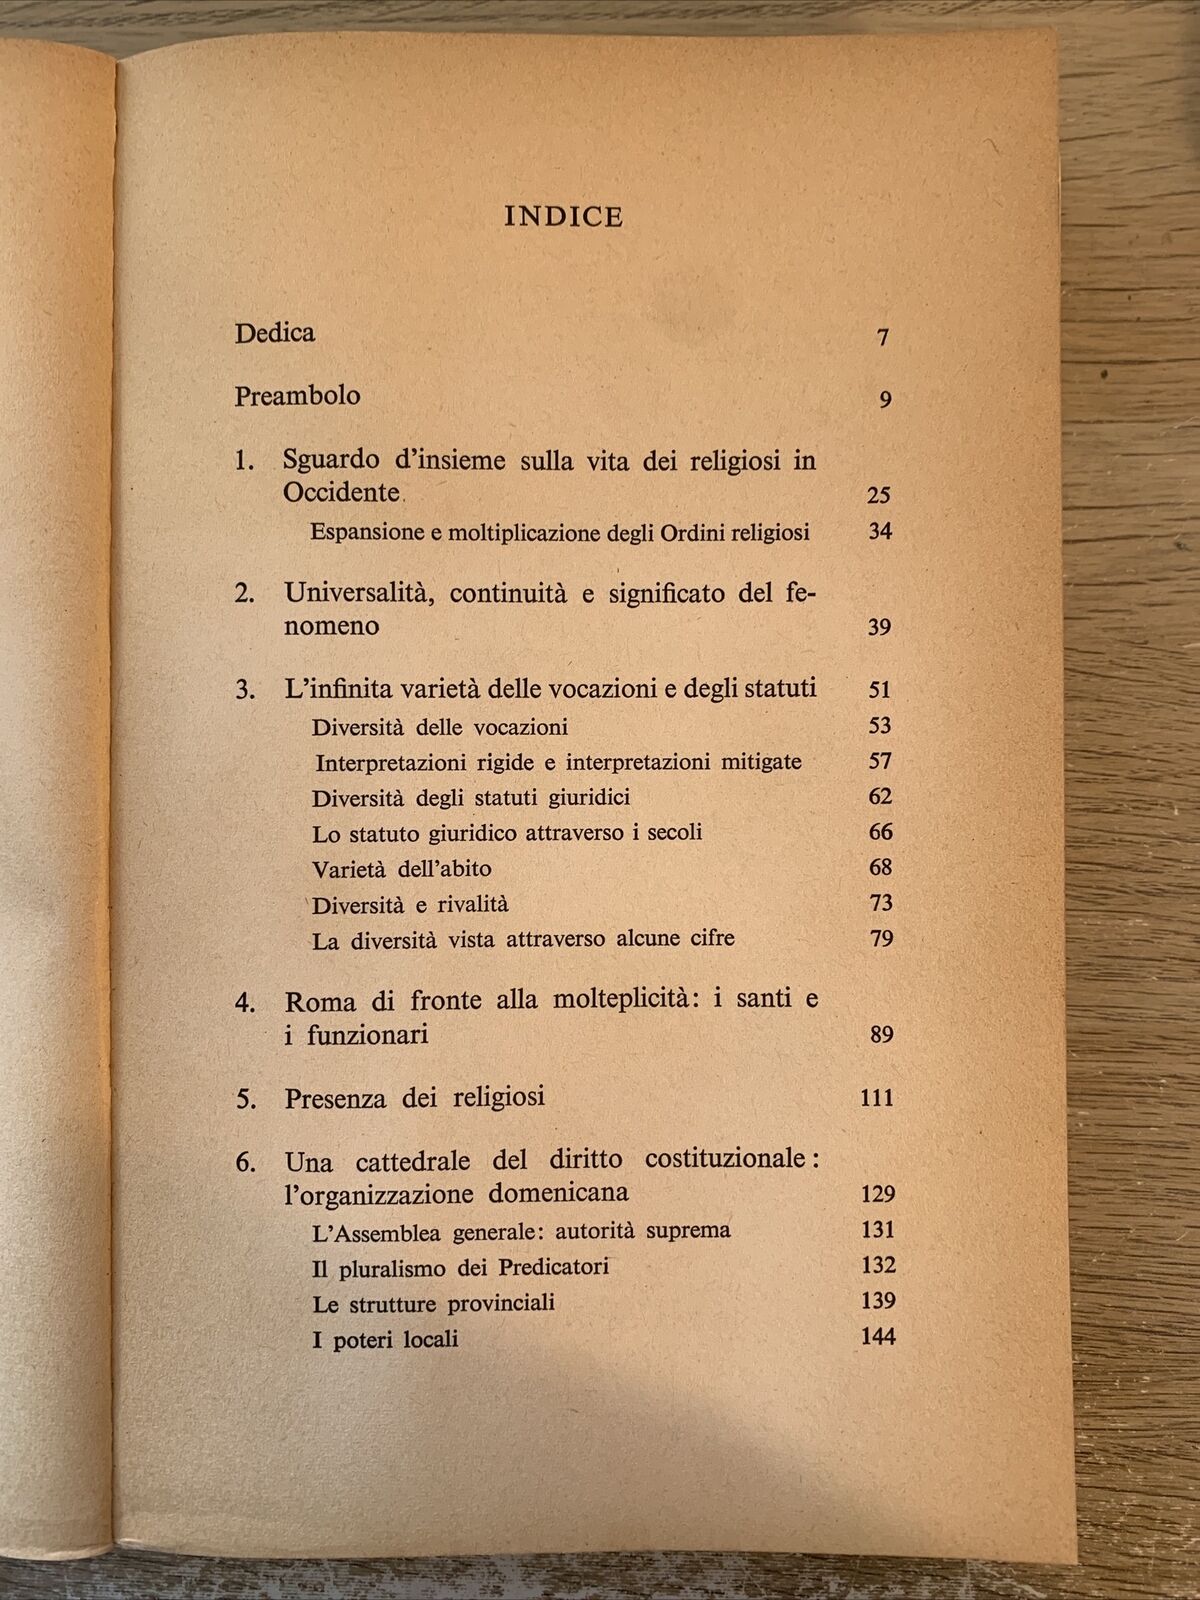 INDICE
Dedica 7
Preambolo 9
1. Sguardo d'insieme sulla vita dei religiosi in
Occidente 25
Espansione e moltiplicazione degli Ordini religiosi 34
2. Universalità, continuità e significato del fe-
nomeno 39
3. L'infinita varietà delle vocazioni e degli statuti 51
Diversità delle vocazioni 53
Interpretazioni rigide e interpretazioni mitigate 57
Diversità degli statuti giuridici 62
Lo statuto giuridico attraverso i secoli 66
Varietà dell'abito 68
Diversità e rivalità 73
La diversità vista attraverso alcune cifre 79
4. Roma di fronte alla molteplicità: i santi e
i funzionari 89
5. Presenza dei religiosi 111
6. Una cattedrale del diritto costituzionale:
l'organizzazione domenicana 129
L'Assemblea generale: autorità suprema 131
Il pluralismo dei Predicatori 132
Le strutture provinciali 139
I poteri locali 144